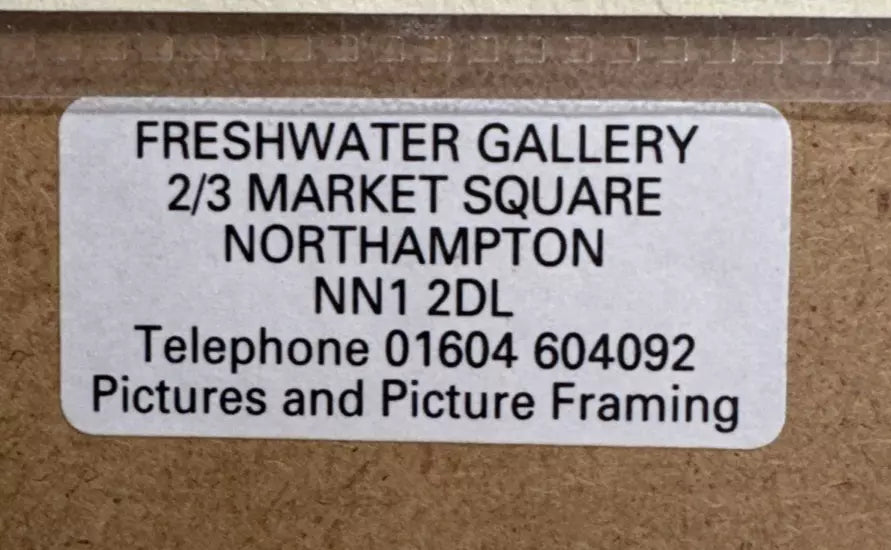 FRESHWATER GALLERY
2/3 MARKET SQUARE
NORTHAMPTON
NN1 2DL
Telephone 01604 604092
Pictures and Picture Framing